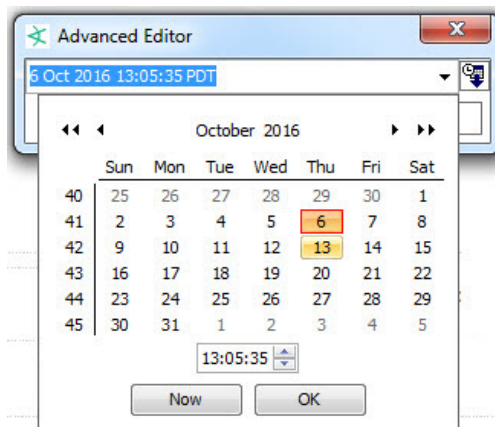 Advanced Editor
6 Oct 2016 13:05:35 PDT
October 2016
Sun Mon Tue Wed Thu Fri Sat
40 25 26 27 28 29 30 1
41 2 3 4 5 6 7 8
42 9 10 11 12 13 14 15
43 16 17 18 19 20 21 22
44 23 24 25 26 27 28 29
45 30 31 1 2 3 4 5
13:05:35
Now OK